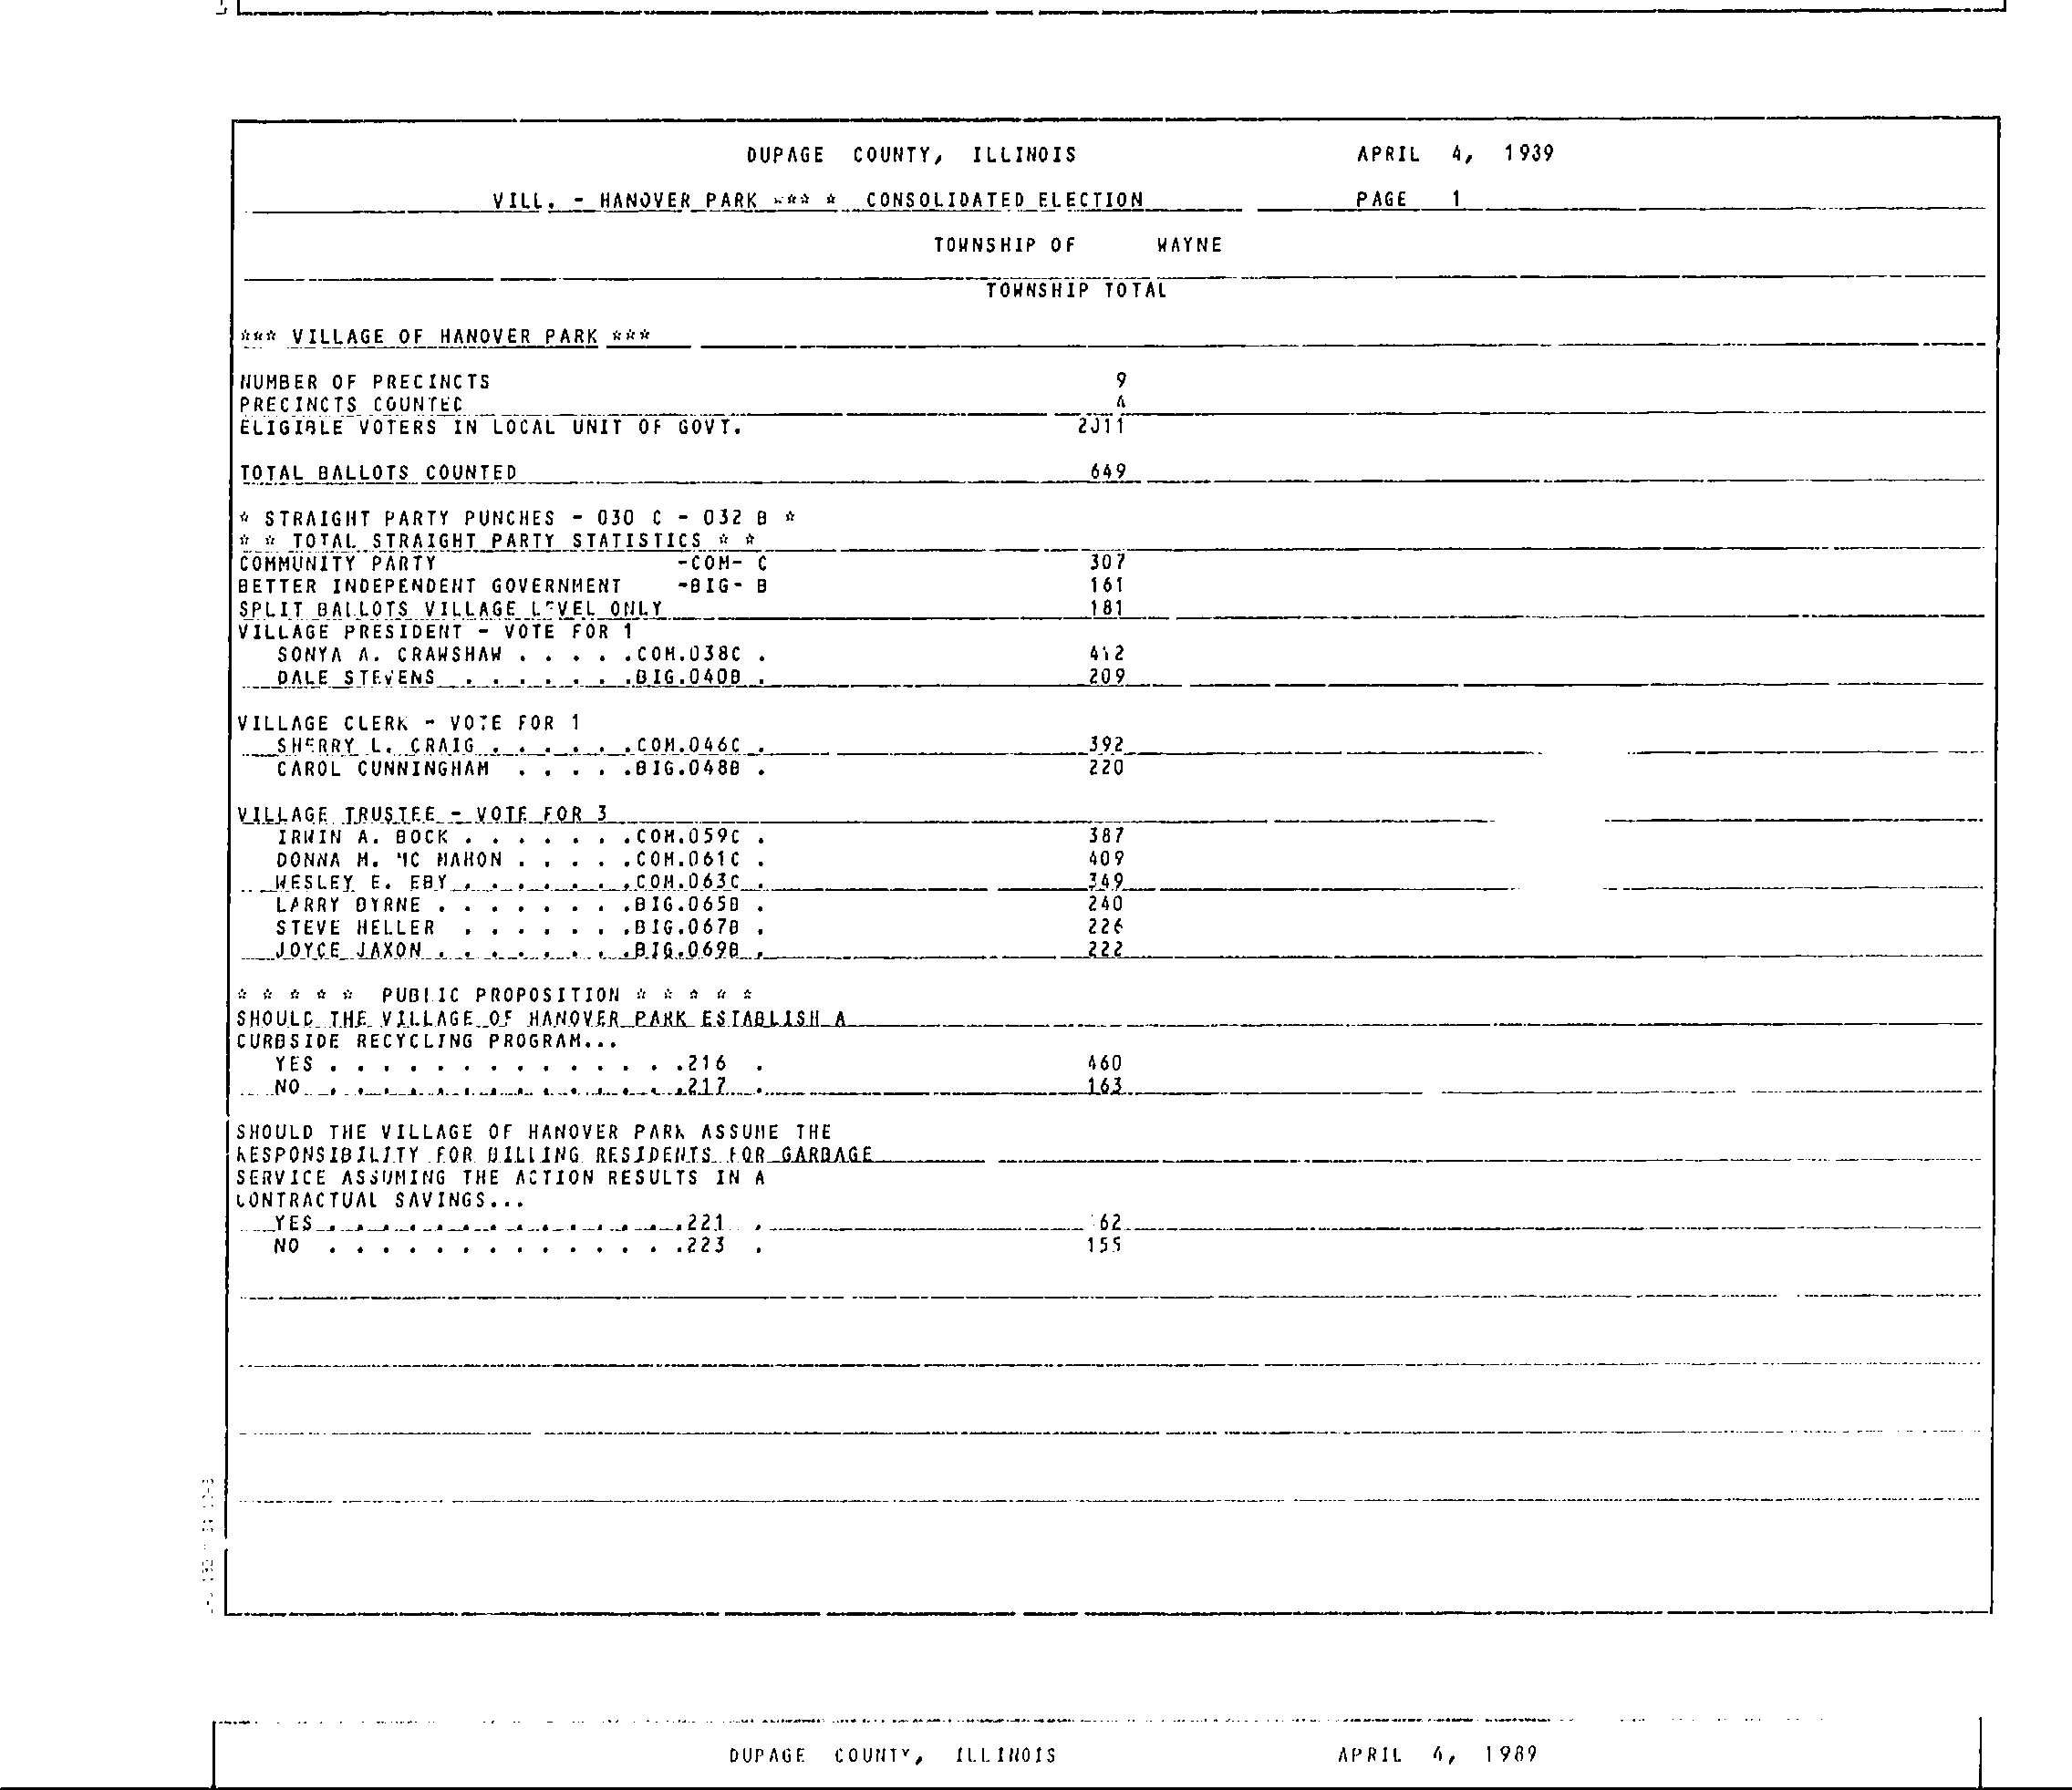 DUPAGE COUNTY, ILLINOIS APRIL 4, 1989
VILL. - HANOVER PARK *** * CONSOLIDATED ELECTION PAGE 1
TOWNSHIP OF WAYNE
TOWNSHIP TOTAL
*** VILLAGE OF HANOVER PARK ***
NUMBER OF PRECINCTS 9
PRECINCTS COUNTED
ELIGIBLE VOTERS IN LOCAL UNIT OF GOVT. 2011
TOTAL BALLOTS COUNTED 649
* STRAIGHT PARTY PUNCHES - 030 C - 032 B *
* * TOTAL STRAIGHT PARTY STATISTICS * *
COMMUNITY PARTY -COM- C 307
BETTER INDEPENDENT GOVERNMENT -BIG- B 161
SPLIT BALLOTS VILLAGE LEVEL ONLY 181
VILLAGE PRESIDENT - VOTE FOR 1
SONYA A. CRAWSHAW . . . . .COM.038C . 412
DALE STEVENS . . . . . . .BIG.040B . 209
VILLAGE CLERK - VOTE FOR 1
SHERRY L. CRAIG . . . . . .COM.046C . 392
CAROL CUNNINGHAM . . . . .BIG.048B . 220
VILLAGE TRUSTEE - VOTE FOR 3
IRWIN A. BOCK . . . . . . .COM.059C . 387
DONNA M. MC MAHON . . . . .COM.061C . 409
WESLEY E. EBY . . . . . . .COM.063C . 349
LARRY BYRNE . . . . . . . .BIG.065B . 240
STEVE HELLER . . . . . . .BIG.067B . 226
JOYCE JAXON . . . . . . . .BIG.069B . 222
* * * * * PUBLIC PROPOSITION * * * * *
SHOULD THE VILLAGE OF HANOVER PARK ESTABLISH A
CURBSIDE RECYCLING PROGRAM...
YES . . . . . . . . . . . . . .216 . 460
NO . . . . . . . . . . . . . .217 . 163
SHOULD THE VILLAGE OF HANOVER PARK ASSUME THE
RESPONSIBILITY FOR BILLING RESIDENTS FOR GARBAGE
SERVICE ASSUMING THE ACTION RESULTS IN A
CONTRACTUAL SAVINGS...
YES . . . . . . . . . . . . . .221 .
NO . . . . . . . . . . . . . .223 . 155
DUPAGE COUNTY, ILLINOIS APRIL 4, 1989